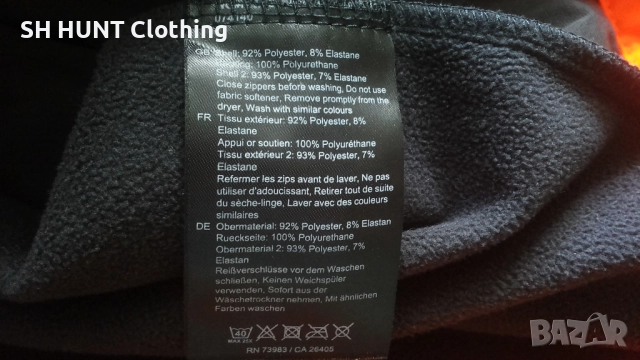 SH HUNT Clothing
074140
GB Shell: 92% Polyester, 8% Elastane
Backing: 100% Polyurethane
Shell 2: 93% Polyester, 7% Elastane
Close zippers before washing, Do not use
fabric softener, Remove promptly from the
dryer, Wash with similar colours
FR Tissu extérieur: 92% Polyester, 8%
Elastane
Appui or soutien: 100% Polyuréthane
Tissu extérieur 2: 93% Polyester, 7%
Elastane
Refermer les zips avant de laver, Ne pas
utiliser d'adoucissant, Retirer tout de suite
du sèche-linge, Laver avec des couleurs
similaires
DE Obermaterial: 92% Polyester, 8% Elastan
Rueckseite: 100% Polyurethane
Obermaterial 2: 93% Polyester, 7%
Elastan
Reißverschlüsse vor dem Waschen
schließen, Keinen Weichspüler
verwenden, Sofort aus der
Wäschetrockner nehmen, Mit ähnlichen
Farben waschen
40
MAX 25X
RN 73983 / CA 26405
BAZAR